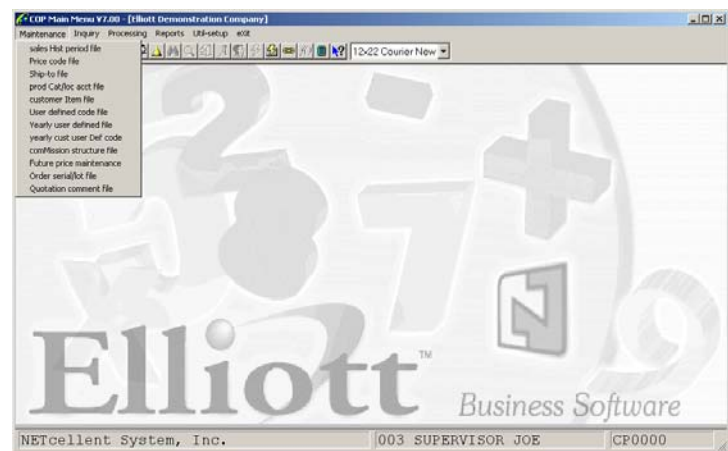 COP Main Menu V7.00 - [Elliott Demonstration Company]
Maintenance Inquiry Processing Reports Util-setup eXit
12x22 Courier New
sales Hist period file
Price code file
Ship-to file
prod Cat/loc acct file
customer Item file
User defined code file
Yearly user defined file
yearly cust user Def code
comMission structure file
Future price maintenance
Order serial/lot file
Quotation comment file
Elliott™
Business Software
NETcellent System, Inc. 003 SUPERVISOR JOE CP0000